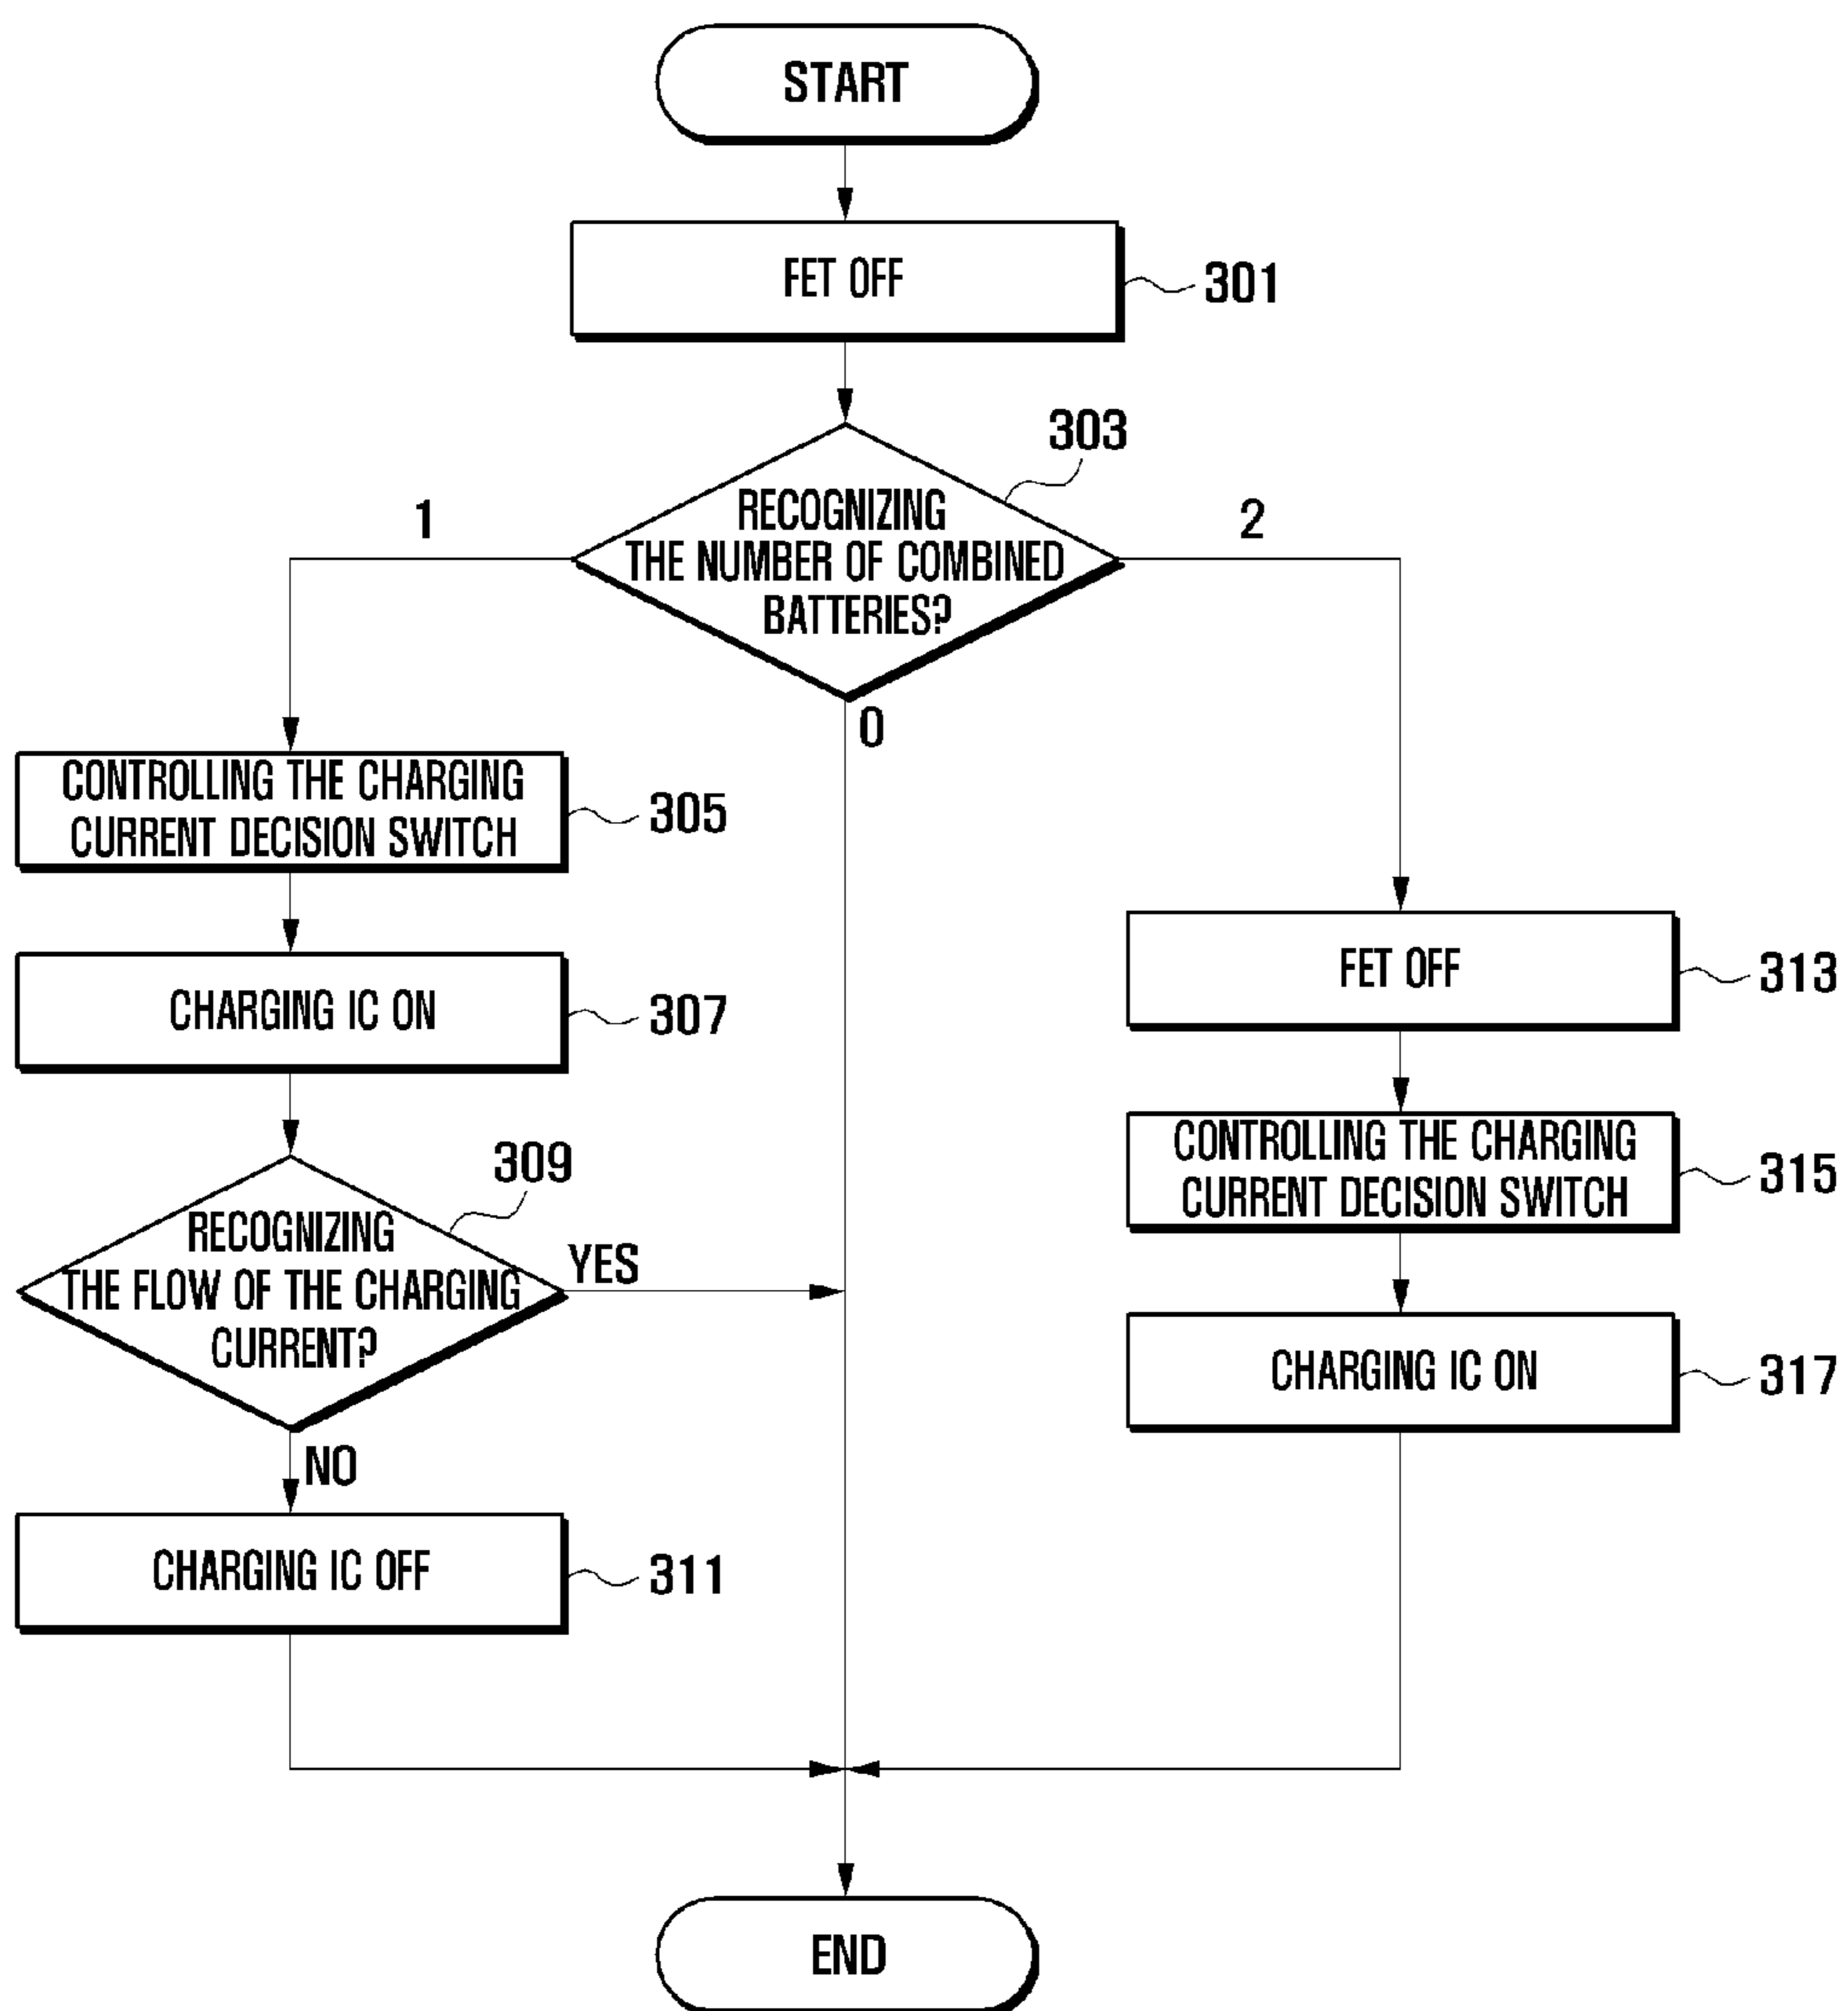 START
FET OFF
301
303
RECOGNIZING
THE NUMBER OF COMBINED
BATTERIES?
1
2
0
CONTROLLING THE CHARGING
CURRENT DECISION SWITCH
305
CHARGING IC ON
307
309
RECOGNIZING
THE FLOW OF THE CHARGING
CURRENT?
YES
NO
CHARGING IC OFF
311
FET OFF
313
CONTROLLING THE CHARGING
CURRENT DECISION SWITCH
315
CHARGING IC ON
317
END